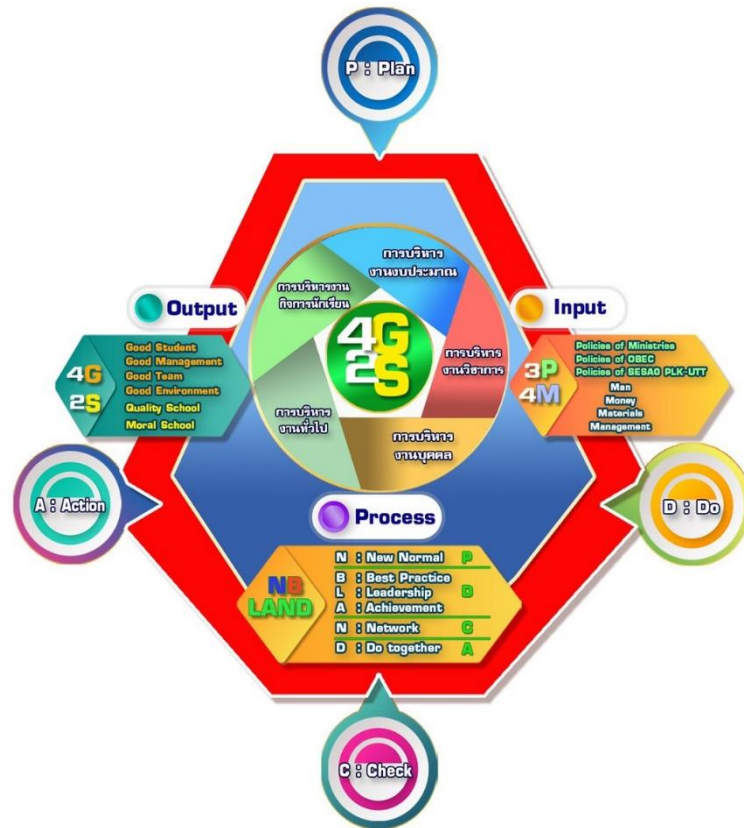 P : Plan
การบริหาร
งานงบประมาณ
การบริหารงาน
กิจการนักเรียน
4G
2S
การบริหาร
งานวิชาการ
การบริหาร
งานทั่วไป
การบริหาร
งานบุคคล
Output
4G
2S
Good Student
Good Management
Good Team
Good Environment
Quality School
Moral School
Input
3P
4M
Policies of Ministries
Policies of OBEC
Policies of SESAO PLK-UTT
Man
Money
Materials
Management
A : Action
D : Do
Process
NB
LAND
N : New Normal P
B : Best Practice
L : Leadership D
A : Achievement
N : Network C
D : Do together A
C : Check